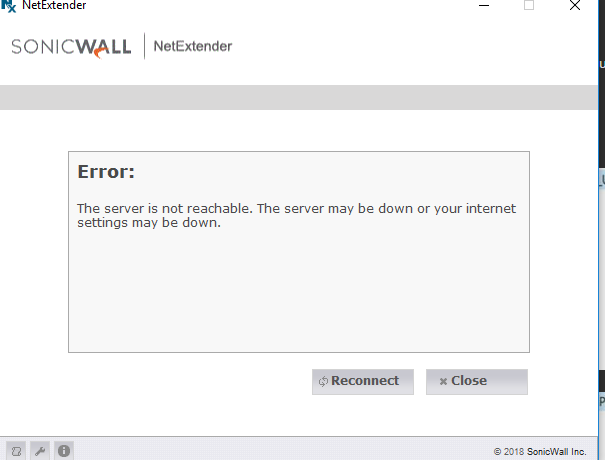 NetExtender
SONICWALL NetExtender
Error:
The server is not reachable. The server may be down or your internet
settings may be down.
Reconnect
Close
© 2018 SonicWall Inc.